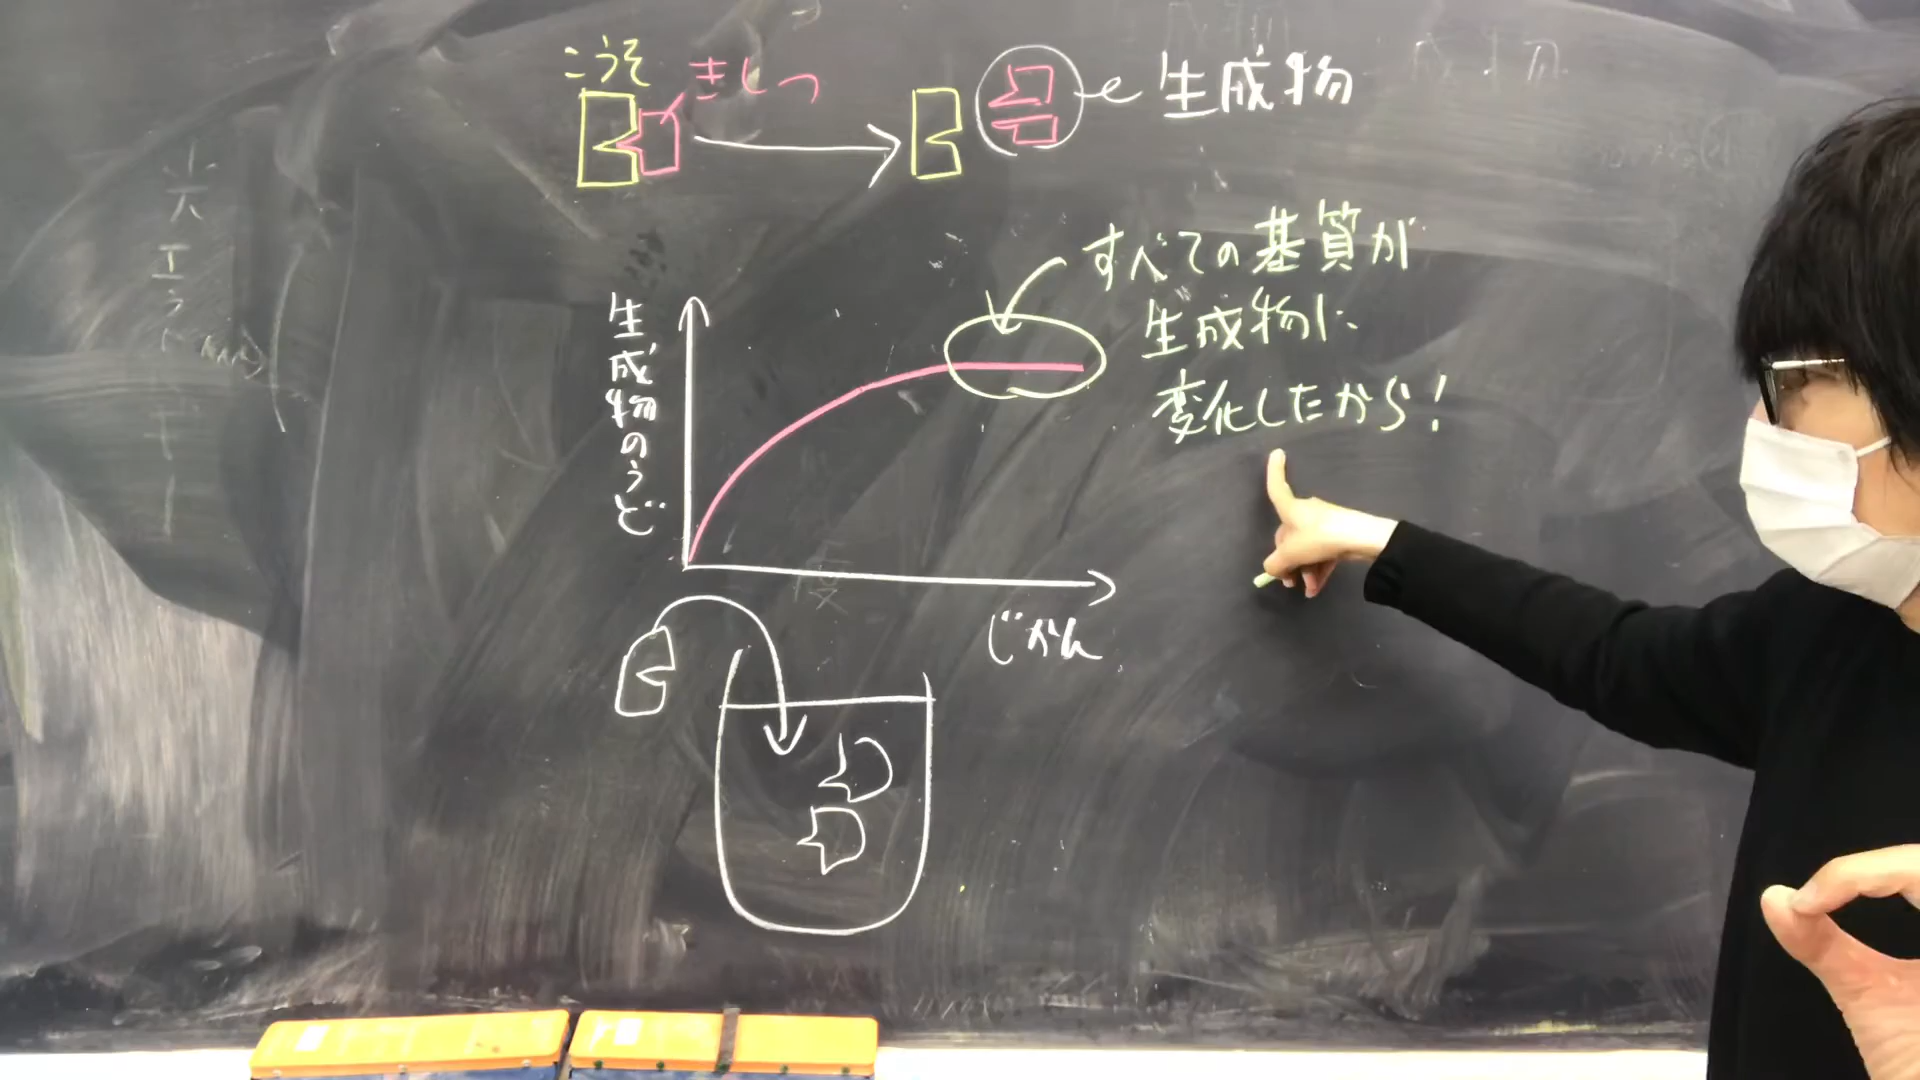 こうそ
きしつ
生成物
すべての基質が
生成物に
変化したから！
生成物のうど
じかん